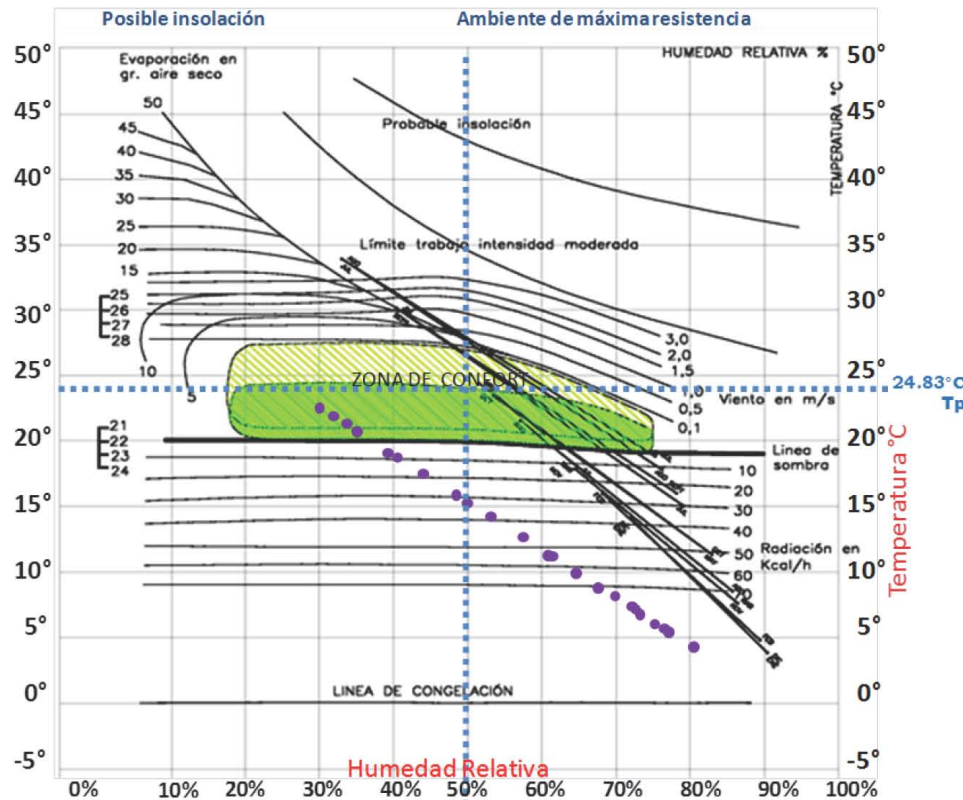 Posible insolación
Ambiente de máxima resistencia
50°
Evaporación en
gr. aire seco
HUMEDAD RELATIVA %
50°
50
45°
45
Probable insolación
TEMPERATURA °C
45°
40°
40
40°
35
30
35°
25
Límite trabajo intensidad moderada
35°
20
15
30°
25
26
27
28
3,0
2,0
1,5
30°
25°
10
5
ZONA DE CONFORT
1,0
0,5
0,1
Viento en m/s
25°
24.83°C
Tp
20°
21
22
23
24
Linea de
sombra
20°
10
20
15°
30
40
15°
10°
50
60
70
Radiación en
Kcal/h
10°
Temperatura °C
5°
5°
0°
LINEA DE CONGELACIÓN
0°
-5°
Humedad Relativa
-5°
0% 10% 20% 30% 40% 50% 60% 70% 80% 90% 100%